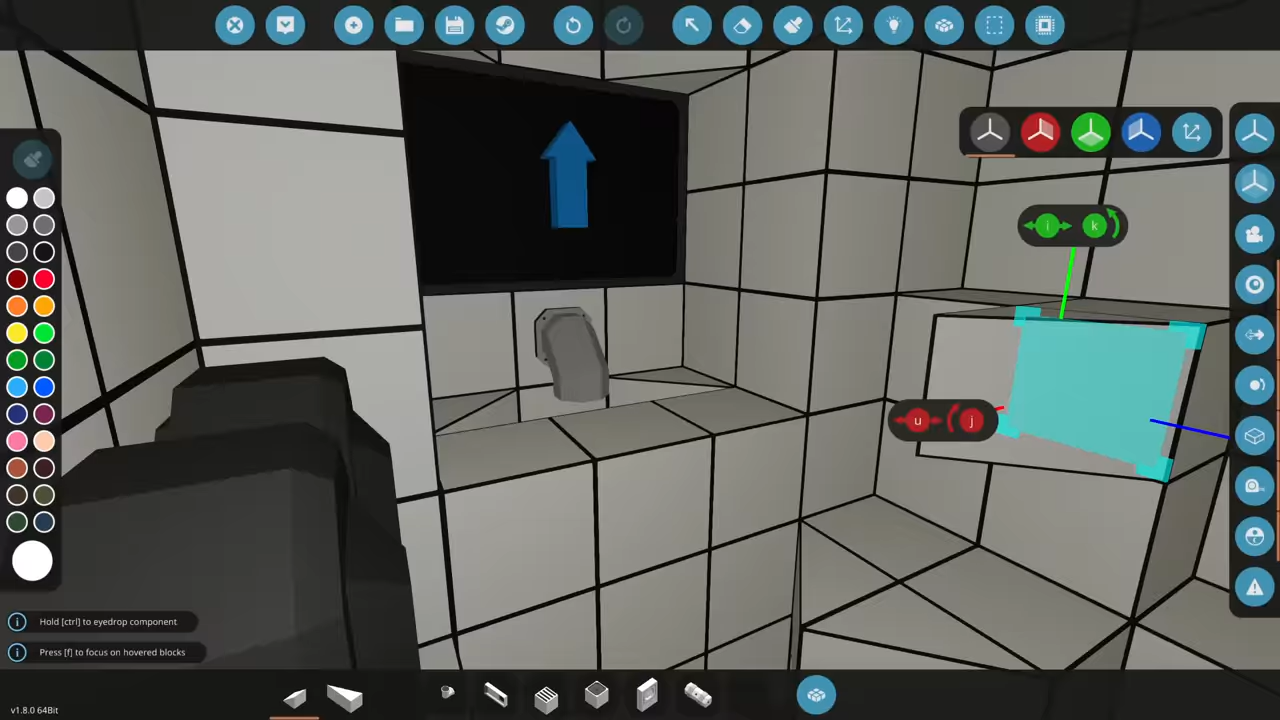 i
k
u
j
Hold [ctrl] to eyedrop component
Press [f] to focus on hovered blocks
v1.8.0 64Bit